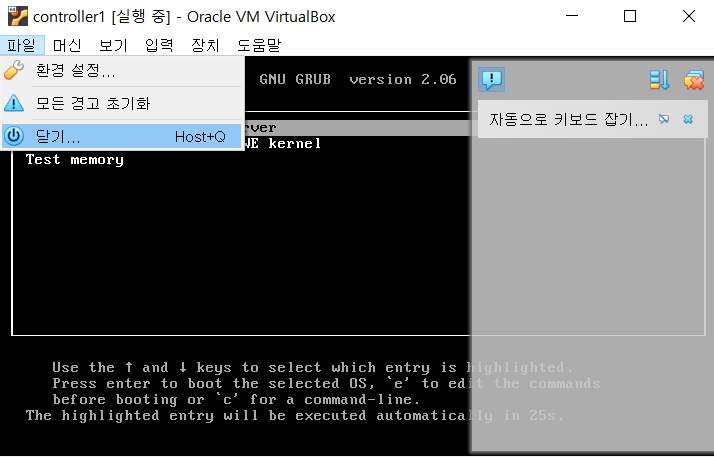 controller1 [실행 중] - Oracle VM VirtualBox
파일 머신 보기 입력 장치 도움말
환경 설정...
모든 경고 초기화
닫기... Host+Q
GNU GRUB version 2.06
자동으로 키보드 잡기...
kernel
Test memory
Use the ↑ and ↓ keys to select which entry is highlighted.
Press enter to boot the selected OS, `e' to edit the commands
before booting or `c' for a command-line.
The highlighted entry will be executed automatically in 25s.